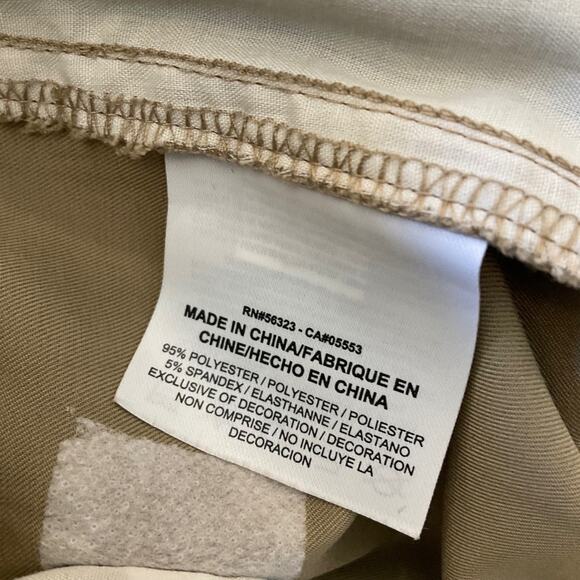 RN#56323 - CA#05553
MADE IN CHINA/FABRIQUE EN
CHINE/HECHO EN CHINA
95% POLYESTER / POLYESTER / POLIESTER
5% SPANDEX / ELASTHANNE / ELASTANO
EXCLUSIVE OF DECORATION / DECORATION
NON COMPRISE / NO INCLUYE LA
DECORACION